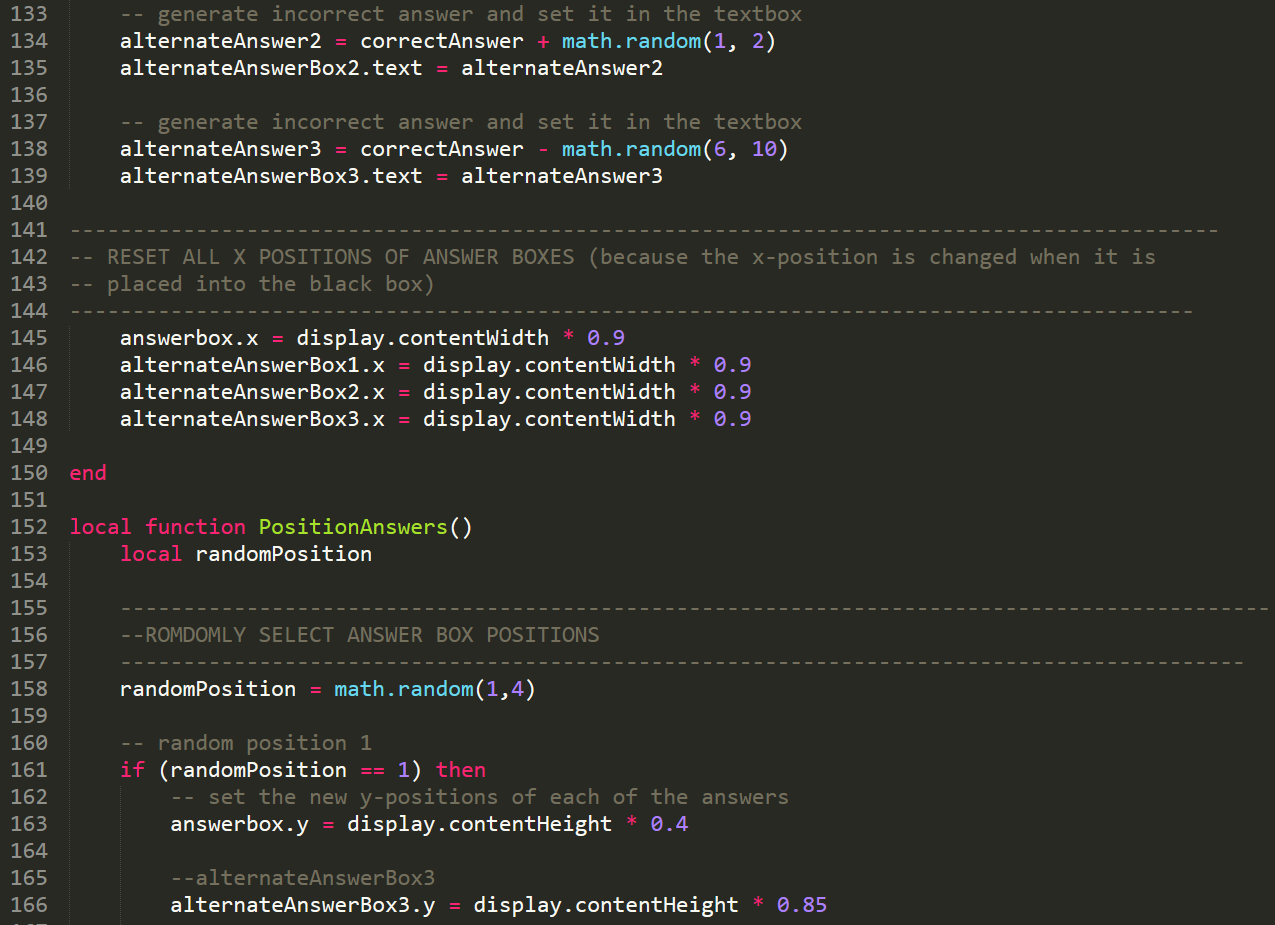 133 -- generate incorrect answer and set it in the textbox
134 alternateAnswer2 = correctAnswer + math.random(1, 2)
135 alternateAnswerBox2.text = alternateAnswer2
136
137 -- generate incorrect answer and set it in the textbox
138 alternateAnswer3 = correctAnswer - math.random(6, 10)
139 alternateAnswerBox3.text = alternateAnswer3
140
141 -------------------------------------------------------------------------------------------
142 -- RESET ALL X POSITIONS OF ANSWER BOXES (because the x-position is changed when it is
143 -- placed into the black box)
144 -----------------------------------------------------------------------------------------
145 answerbox.x = display.contentWidth * 0.9
146 alternateAnswerBox1.x = display.contentWidth * 0.9
147 alternateAnswerBox2.x = display.contentWidth * 0.9
148 alternateAnswerBox3.x = display.contentWidth * 0.9
149
150 end
151
152 local function PositionAnswers()
153 local randomPosition
154
155 -------------------------------------------------------------------------------------------
156 --ROMDOMLY SELECT ANSWER BOX POSITIONS
157 -----------------------------------------------------------------------------------------
158 randomPosition = math.random(1,4)
159
160 -- random position 1
161 if (randomPosition == 1) then
162 -- set the new y-positions of each of the answers
163 answerbox.y = display.contentHeight * 0.4
164
165 --alternateAnswerBox3
166 alternateAnswerBox3.y = display.contentHeight * 0.85